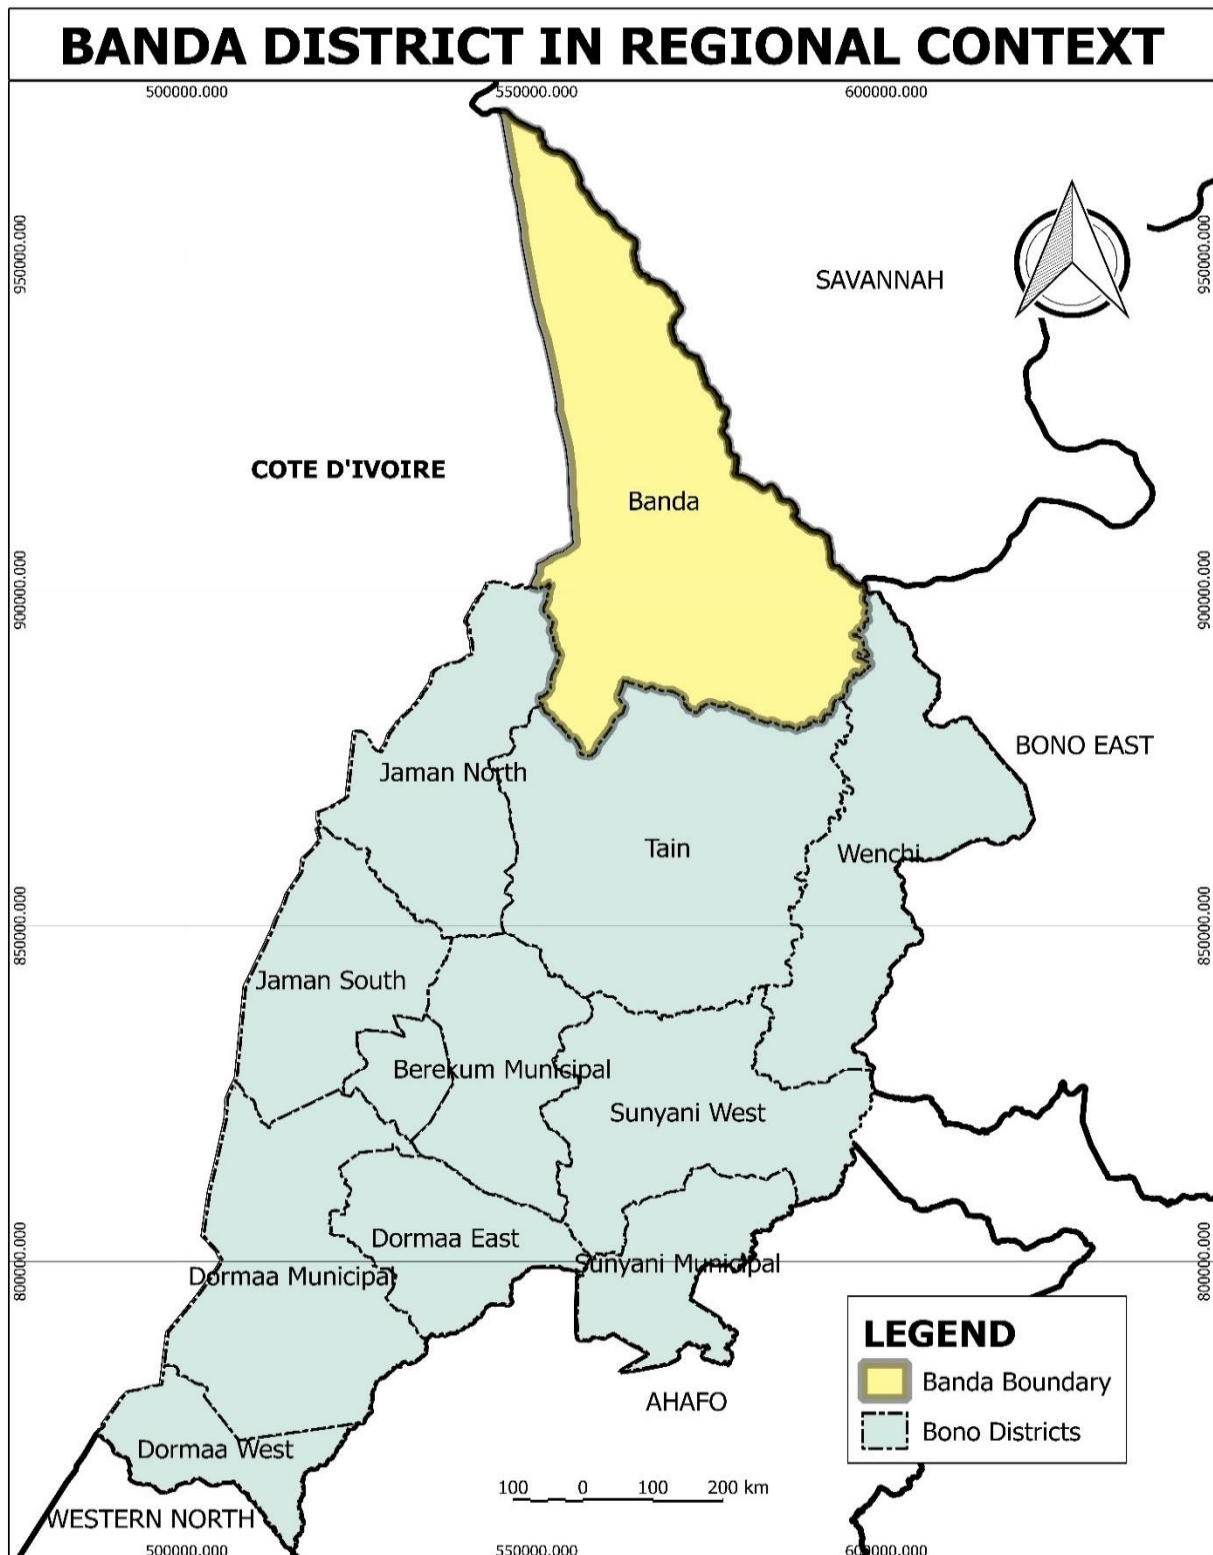 BANDA DISTRICT IN REGIONAL CONTEXT
500000.000 550000.000 600000.000
950000.000 950000.000
SAVANNAH
COTE D'IVOIRE
Banda
900000.000 900000.000
BONO EAST
Jaman North
Tain
Wenchi
850000.000 850000.000
Jaman South
Berekum Municipal
Sunyani West
Dormaa East
Sunyani Municipal
Dormaa Municipal
800000.000 800000.000
LEGEND
Banda Boundary
Bono Districts
AHAFO
Dormaa West
100 0 100 200 km
WESTERN NORTH
500000.000 550000.000 600000.000